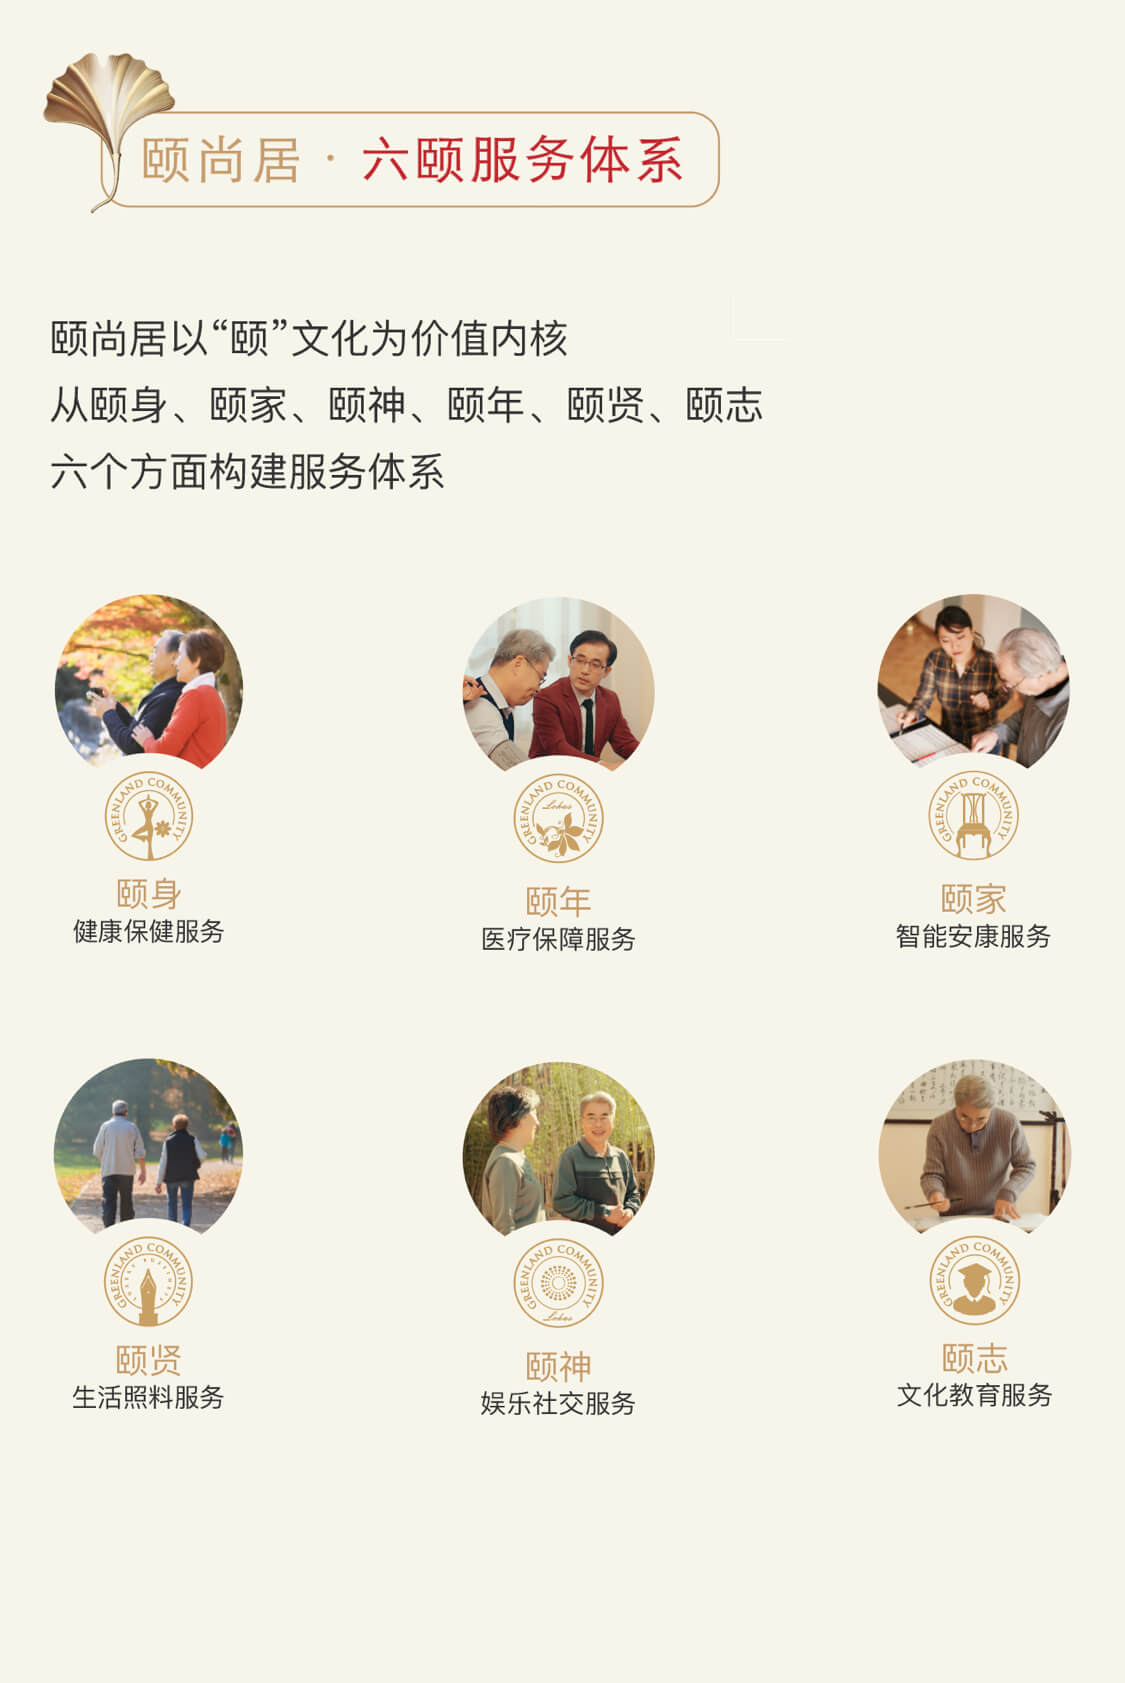 颐尚居 · 六颐服务体系
颐尚居以“颐”文化为价值内核
从颐身、颐家、颐神、颐年、颐贤、颐志
六个方面构建服务体系
GREENLAND COMMUNITY
颐身
健康保健服务
GREENLAND COMMUNITY
颐年
医疗保障服务
GREENLAND COMMUNITY
颐家
智能安康服务
GREENLAND COMMUNITY
颐贤
生活照料服务
GREENLAND COMMUNITY
颐神
娱乐社交服务
GREENLAND COMMUNITY
颐志
文化教育服务